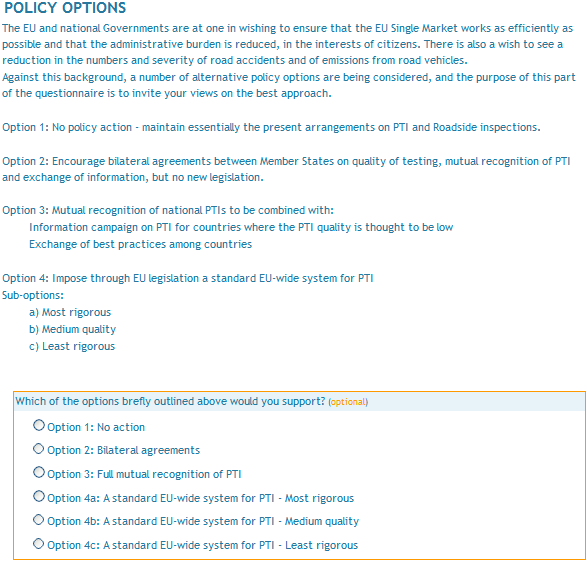 POLICY OPTIONS
The EU and national Governments are at one in wishing to ensure that the EU Single Market works as efficiently as
possible and that the administrative burden is reduced, in the interests of citizens. There is also a wish to see a
reduction in the numbers and severity of road accidents and of emissions from road vehicles.
Against this background, a number of alternative policy options are being considered, and the purpose of this part
of the questionnaire is to invite your views on the best approach.
Option 1: No policy action - maintain essentially the present arrangements on PTI and Roadside inspections.
Option 2: Encourage bilateral agreements between Member States on quality of testing, mutual recognition of PTI
and exchange of information, but no new legislation.
Option 3: Mutual recognition of national PTIs to be combined with:
Information campaign on PTI for countries where the PTI quality is thought to be low
Exchange of best practices among countries
Option 4: Impose through EU legislation a standard EU-wide system for PTI
Sub-options:
a) Most rigorous
b) Medium quality
c) Least rigorous
Which of the options brefly outlined above would you support? (optional)
Option 1: No action
Option 2: Bilateral agreements
Option 3: Full mutual recognition of PTI
Option 4a: A standard EU-wide system for PTI - Most rigorous
Option 4b: A standard EU-wide system for PTI - Medium quality
Option 4c: A standard EU-wide system for PTI - Least rigorous